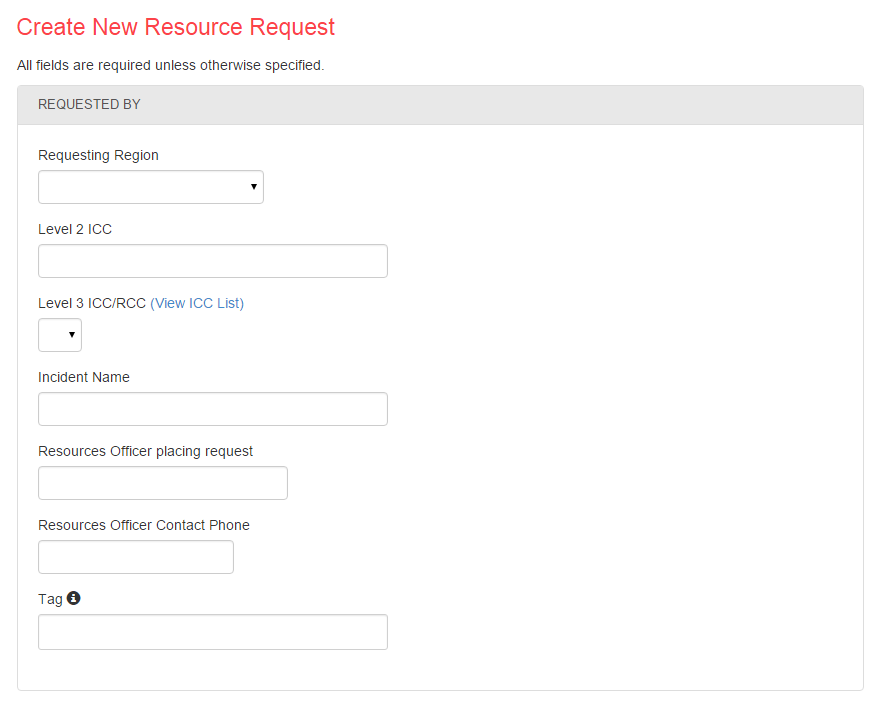 Create New Resource Request
All fields are required unless otherwise specified.
REQUESTED BY
Requesting Region
Level 2 ICC
Level 3 ICC/RCC (View ICC List)
Incident Name
Resources Officer placing request
Resources Officer Contact Phone
Tag